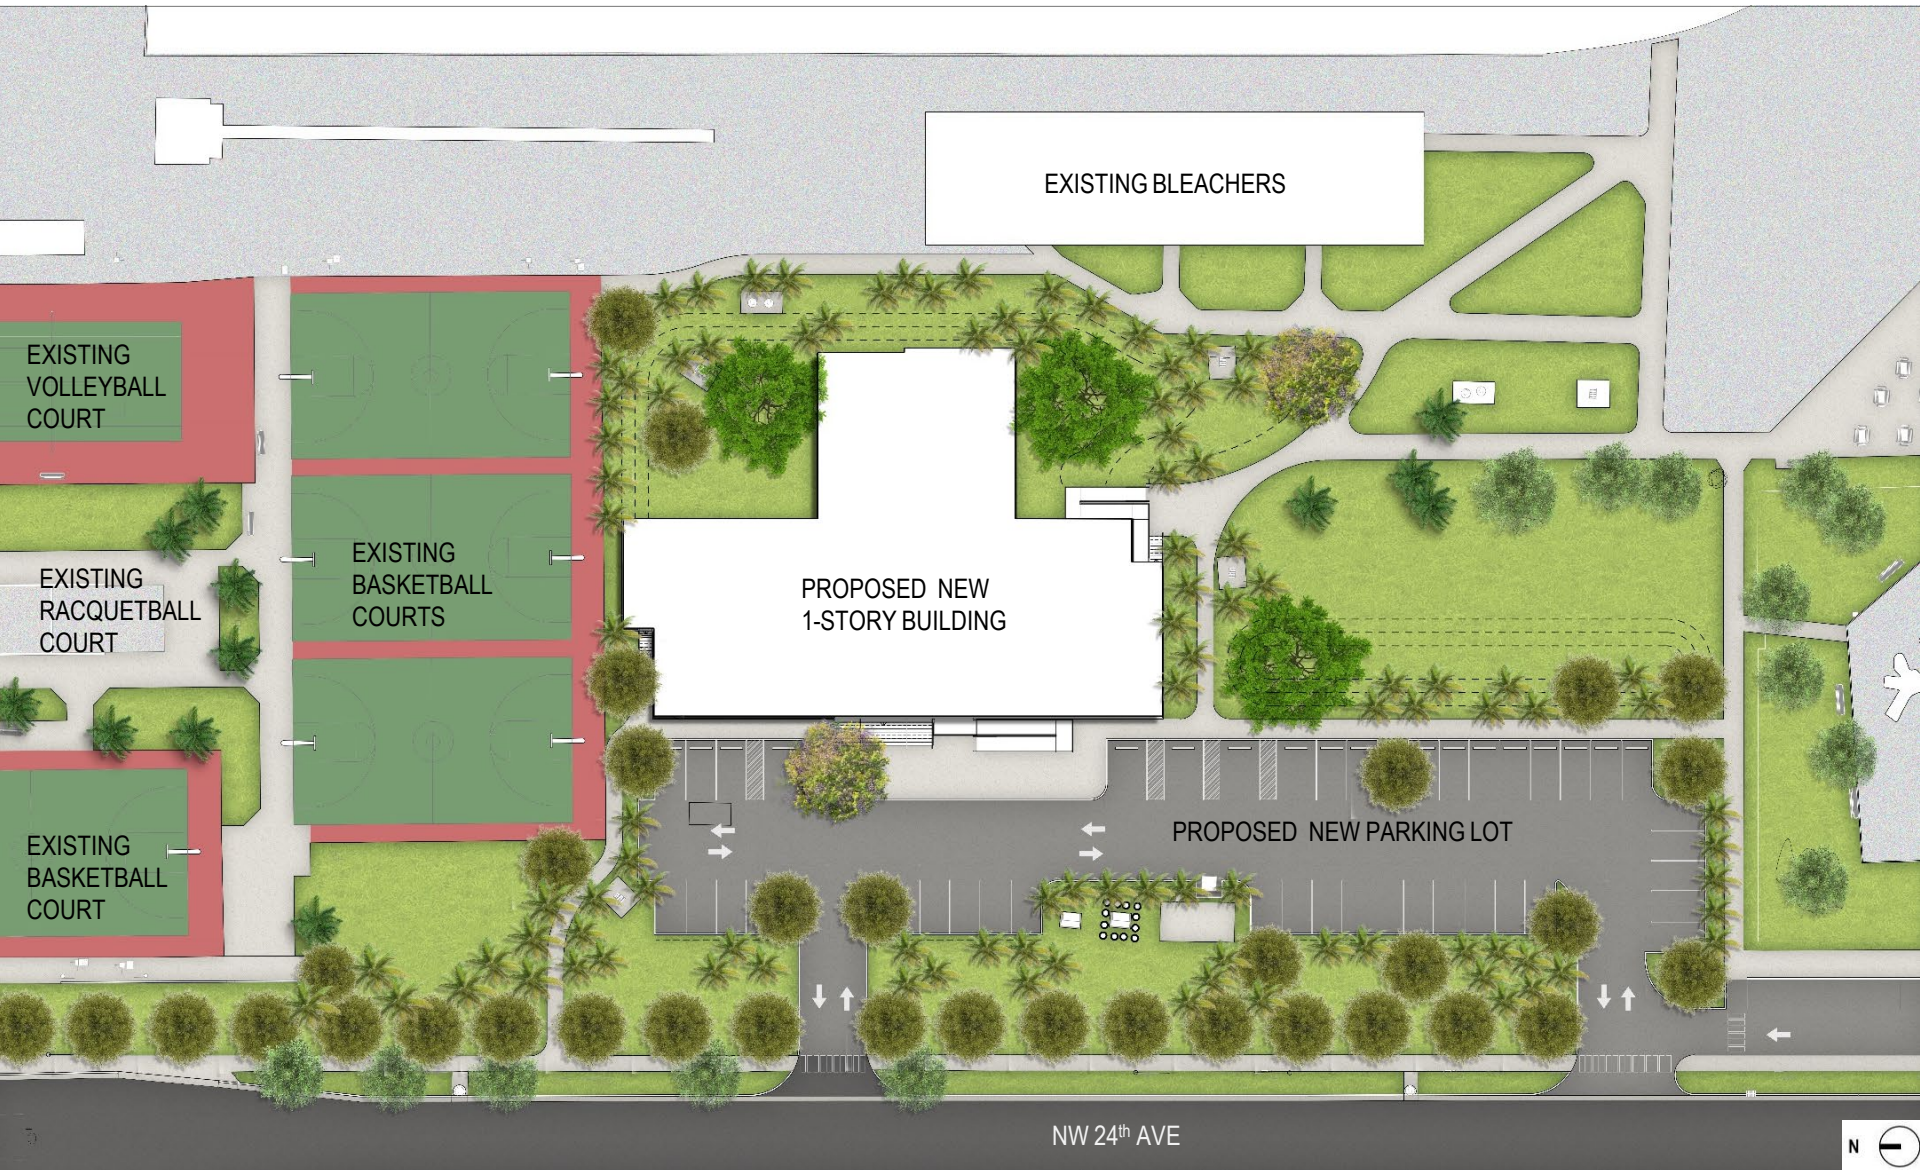 EXISTING BLEACHERS
EXISTING
VOLLEYBALL
COURT
EXISTING
BASKETBALL
COURTS
EXISTING
RACQUETBALL
COURT
PROPOSED NEW
1-STORY BUILDING
PROPOSED NEW PARKING LOT
EXISTING
BASKETBALL
COURT
NW 24th AVE
N